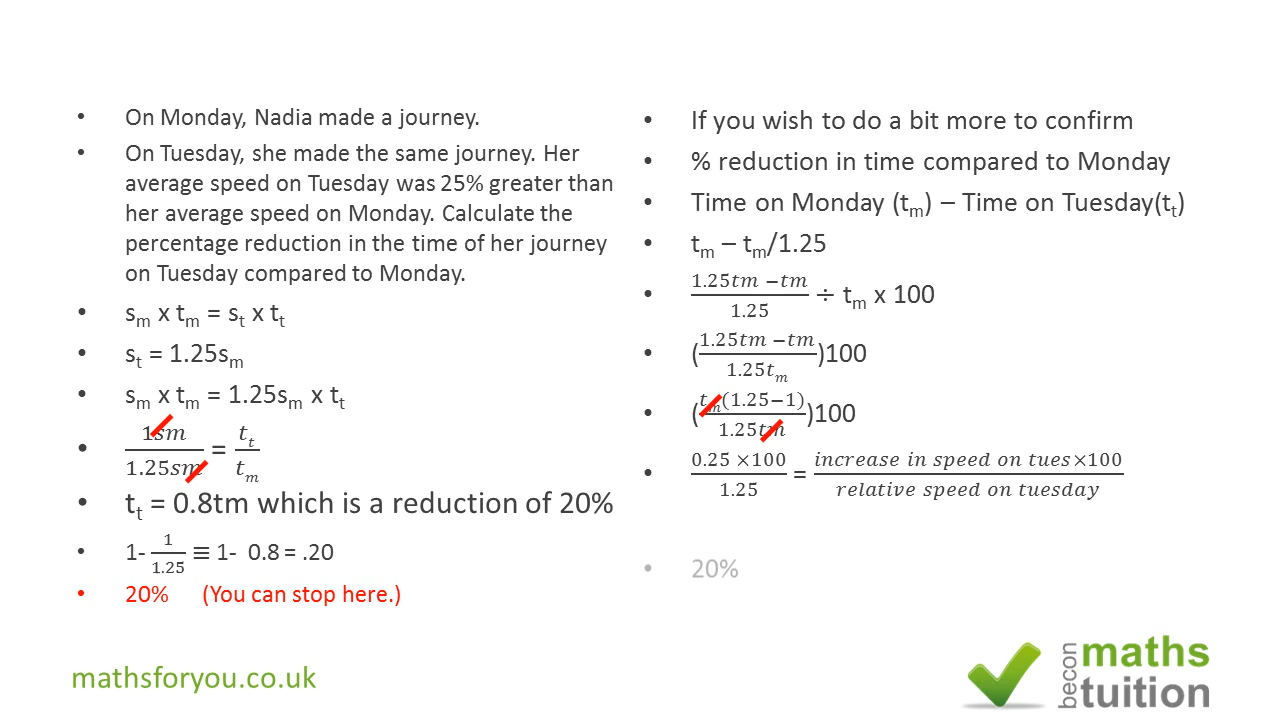 • On Monday, Nadia made a journey.
• On Tuesday, she made the same journey. Her
average speed on Tuesday was 25% greater than
her average speed on Monday. Calculate the
percentage reduction in the time of her journey
on Tuesday compared to Monday.
• sₘ x tₘ = sₜ x tₜ
• sₜ = 1.25sₘ
• sₘ x tₘ = 1.25sₘ x tₜ
• 1sm/1.25sm = tₜ/tₘ
• tₜ = 0.8tm which is a reduction of 20%
• 1- 1/1.25 ≡ 1- 0.8 = .20
• 20% (You can stop here.)
• If you wish to do a bit more to confirm
• % reduction in time compared to Monday
• Time on Monday (tₘ) – Time on Tuesday(tₜ)
• tₘ – tₘ/1.25
• 1.25tm −tm/1.25 ÷ tₘ x 100
• (1.25tm −tm/1.25tₘ)100
• (tₘ(1.25−1)/1.25tm)100
• 0.25 ×100/1.25 = increase in speed on tues×100/relative speed on tuesday
• 20%
mathsforyou.co.uk
becon
maths
tuition